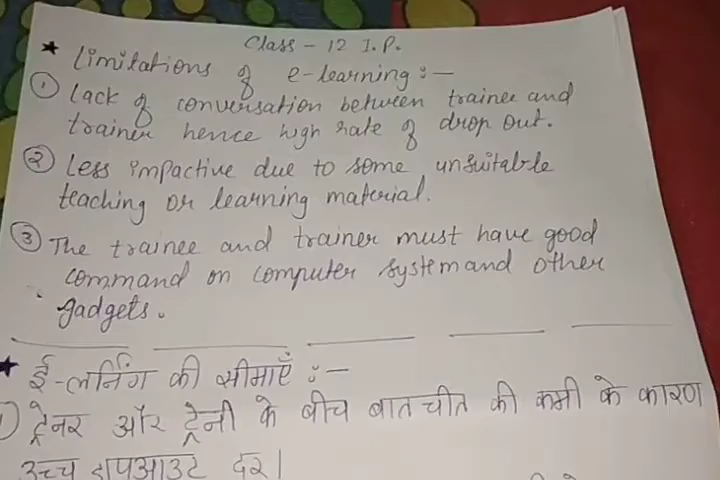 Class - 12 I.P.
★ Limitations of e-learning :-
① Lack of conversation between trainee and
trainer hence high rate of drop out.
② Less impactive due to some unsuitable
teaching or learning material.
③ The trainee and trainer must have good
command on computer system and other
gadgets.
★ ई-लर्निंग की सीमाएँ :-
① ट्रेनर और ट्रेनी के बीच बातचीत की कमी के कारण
उच्च ड्रापआउट दर।